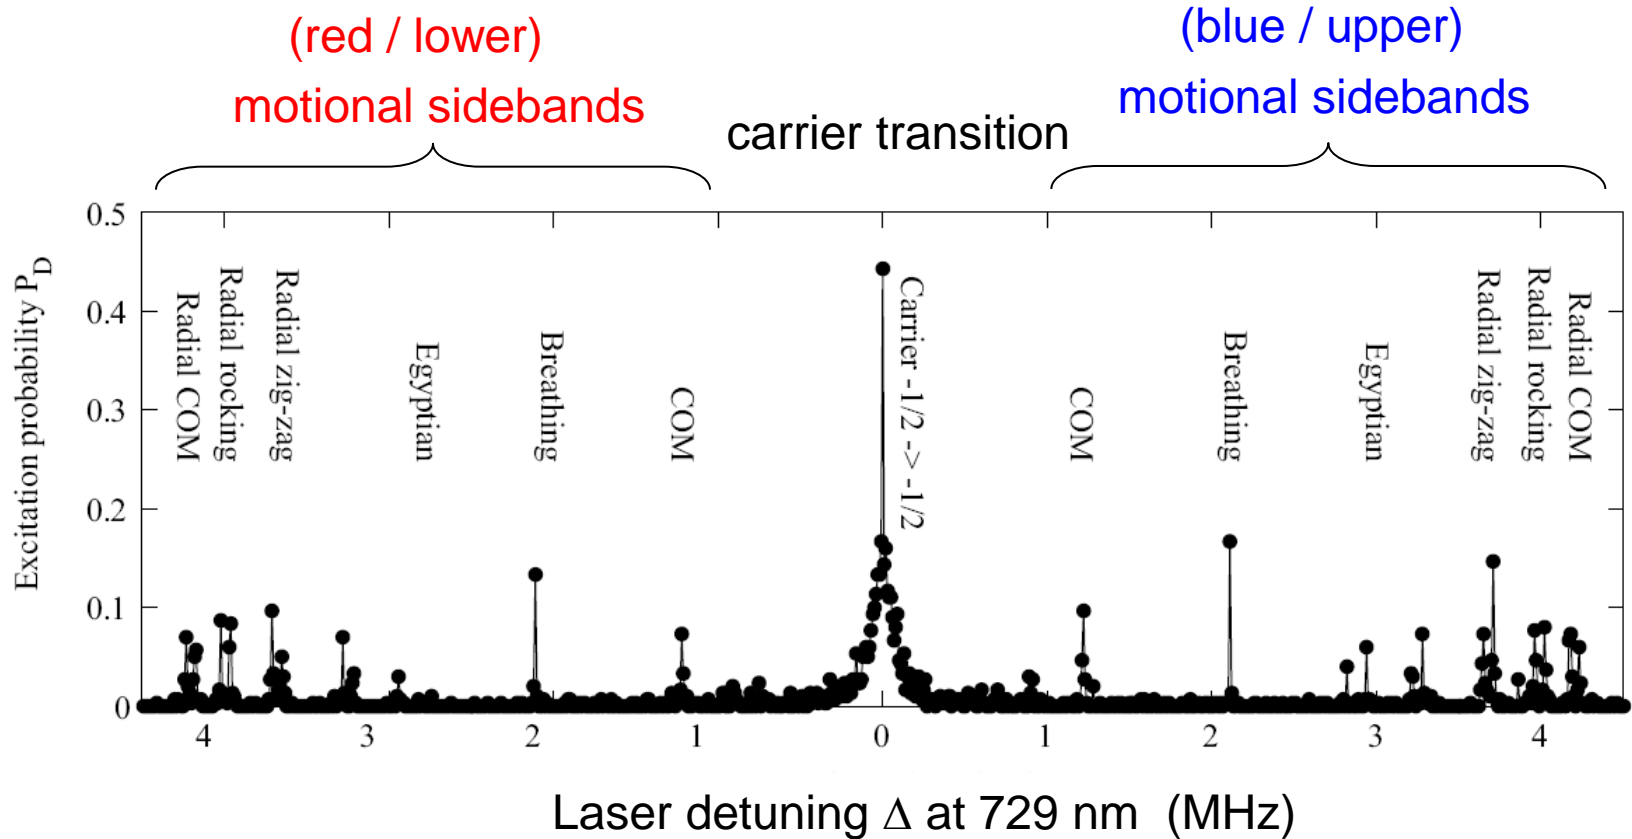 (red / lower)
motional sidebands
(blue / upper)
motional sidebands
carrier transition
Excitation probability P_D
0.5
0.4
0.3
0.2
0.1
0
Radial COM
Radial rocking
Radial zig-zag
Egyptian
Breathing
COM
Carrier -1/2 -> -1/2
COM
Breathing
Egyptian
Radial zig-zag
Radial rocking
Radial COM
4 3 2 1 0 1 2 3 4
Laser detuning Δ at 729 nm (MHz)